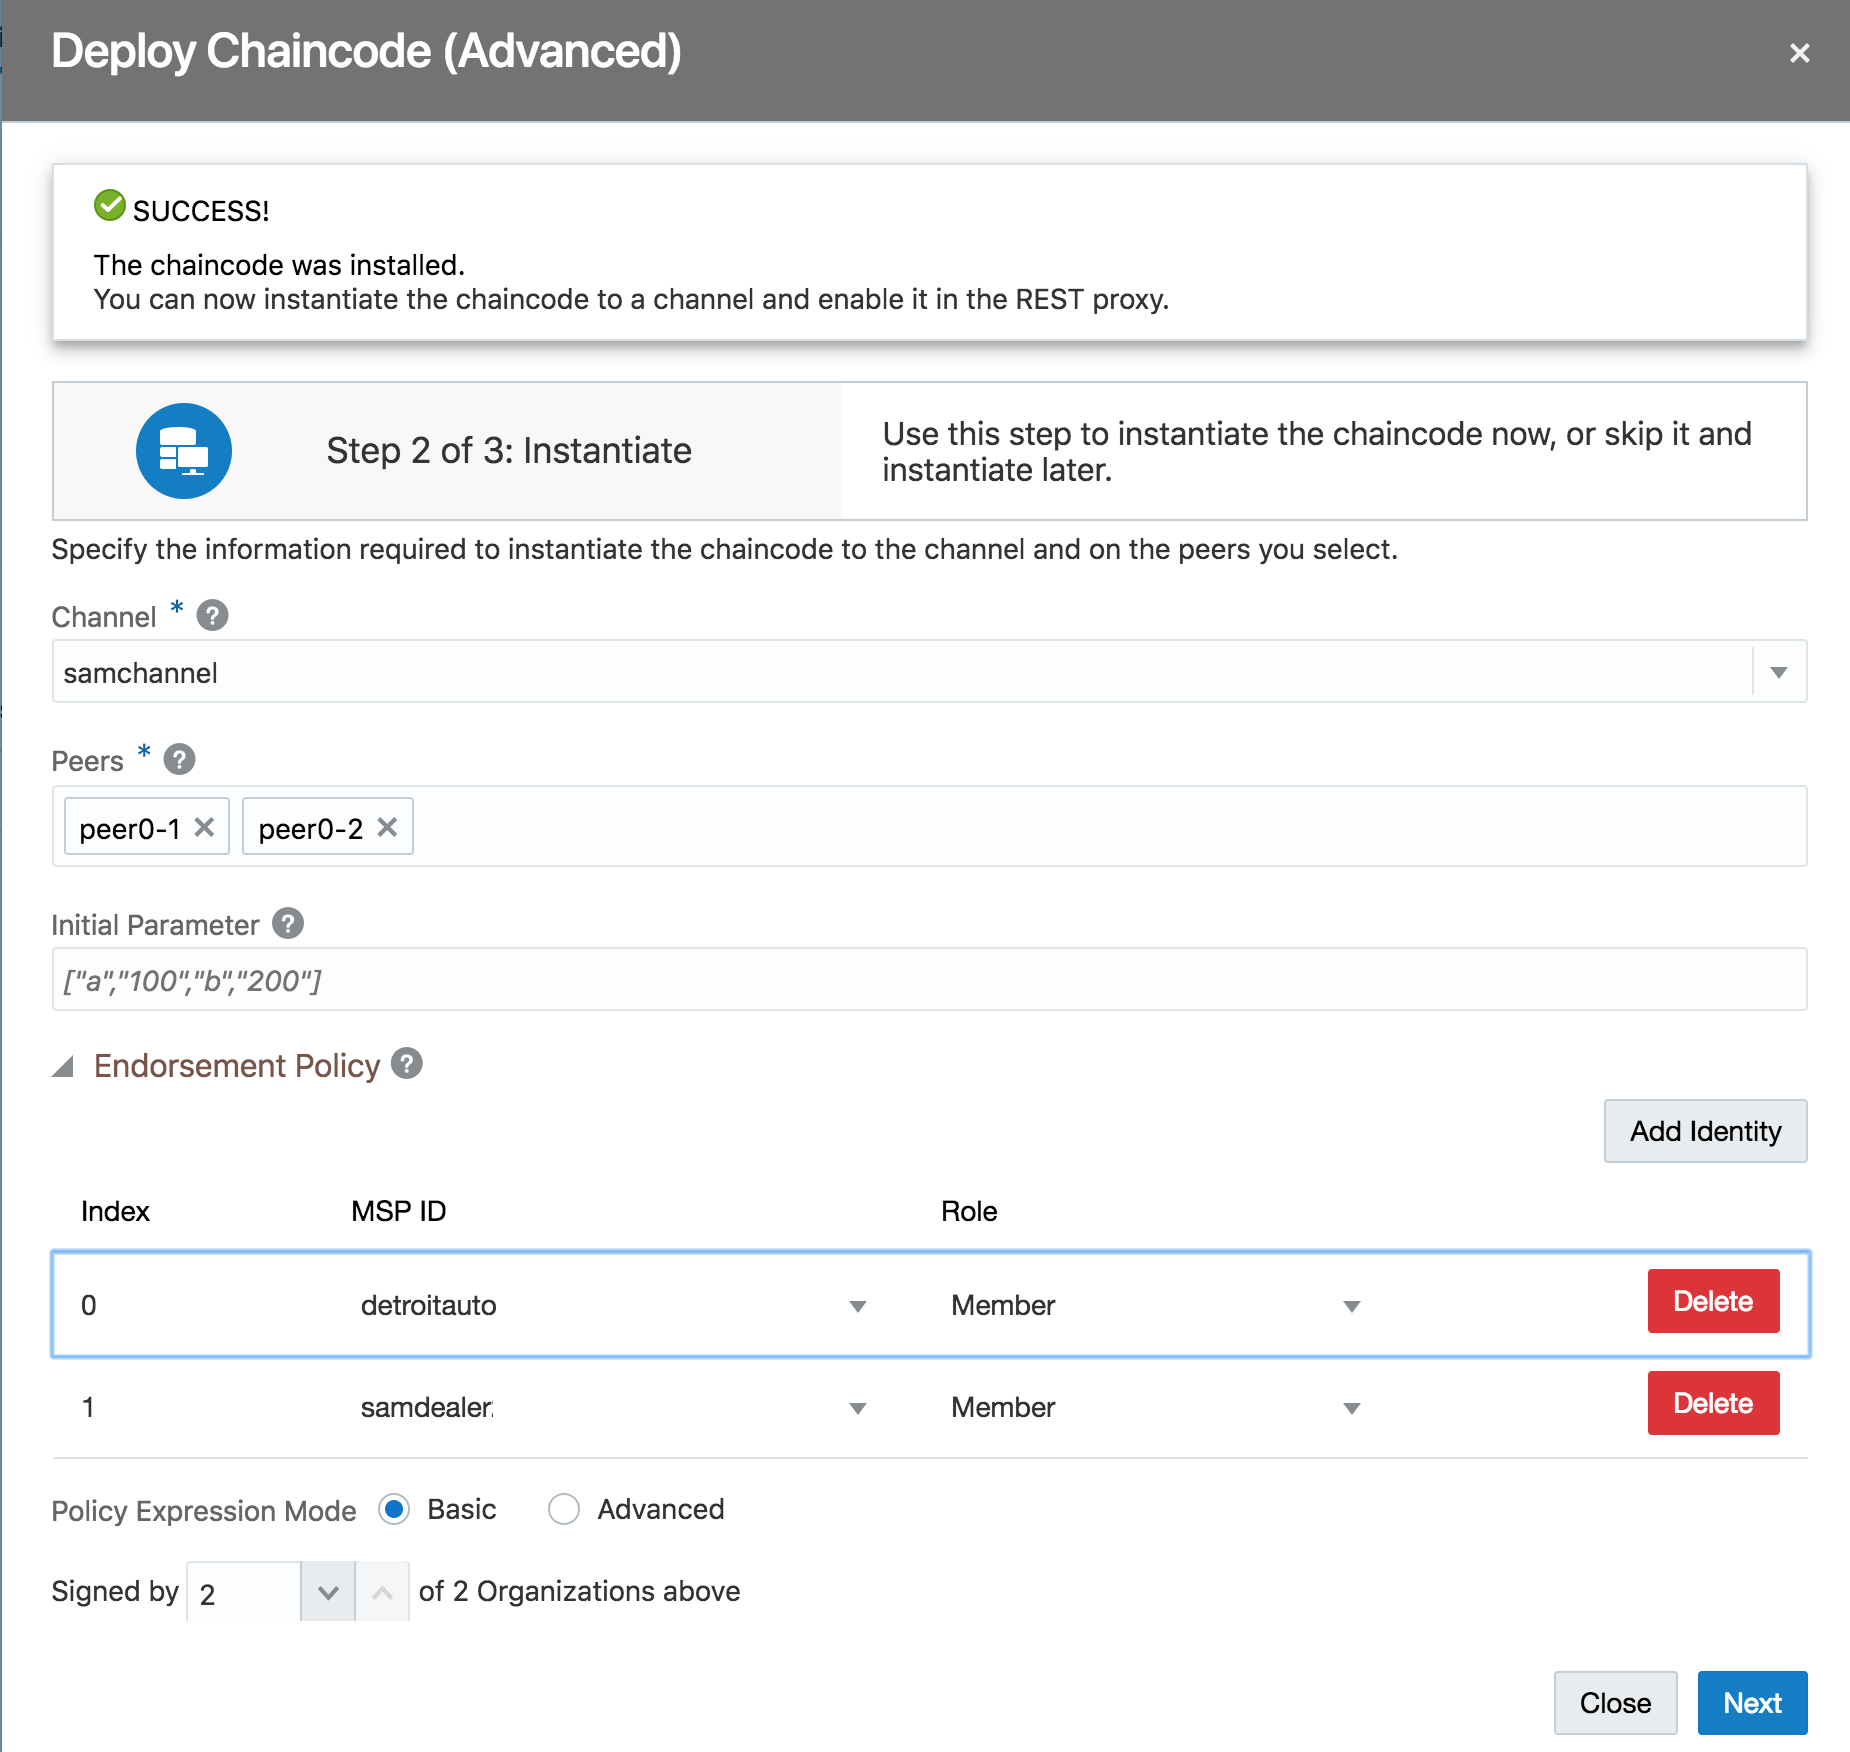 Deploy Chaincode (Advanced)
SUCCESS!
The chaincode was installed.
You can now instantiate the chaincode to a channel and enable it in the REST proxy.
Step 2 of 3: Instantiate
Use this step to instantiate the chaincode now, or skip it and
instantiate later.
Specify the information required to instantiate the chaincode to the channel and on the peers you select.
Channel *
samchannel
Peers *
peer0-1 peer0-2
Initial Parameter
["a","100","b","200"]
Endorsement Policy
Add Identity
Index MSP ID Role
0 detroitauto Member Delete
1 samdealer Member Delete
Policy Expression Mode Basic Advanced
Signed by 2 of 2 Organizations above
Close Next